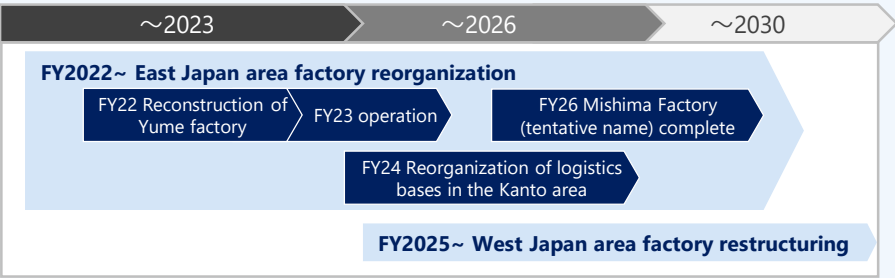 ～2023
～2026
～2030
FY2022~ East Japan area factory reorganization
FY22 Reconstruction of
Yume factory
FY23 operation
FY26 Mishima Factory
(tentative name) complete
FY24 Reorganization of logistics
bases in the Kanto area
FY2025~ West Japan area factory restructuring